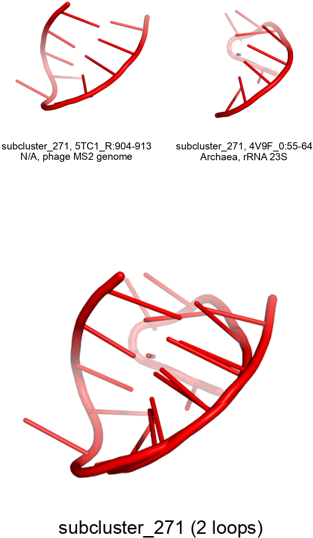 subcluster_271, 5TC1_R:904-913
N/A, phage MS2 genome
subcluster_271, 4V9F_0:55-64
Archaea, rRNA 23S
subcluster_271 (2 loops)